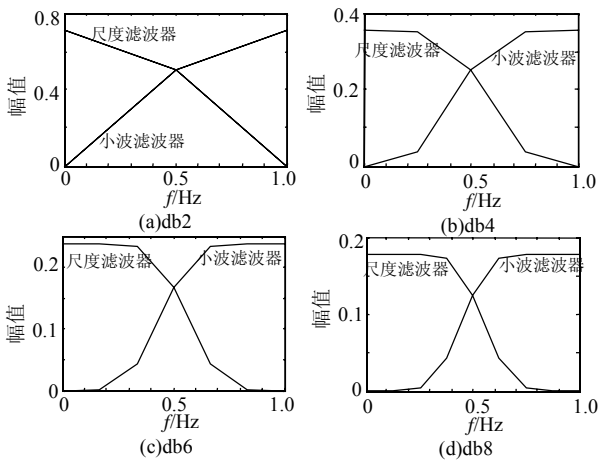 0.8
尺度滤波器
0.4
幅值
小波滤波器
0
0
0.5
1.0
f/Hz
(a)db2
0.4
尺度滤波器
小波滤波器
0.2
幅值
0
0
0.5
1.0
f/Hz
(b)db4
0.2
尺度滤波器
小波滤波器
0.1
幅值
0
0
0.5
1.0
f/Hz
(c)db6
0.2
尺度滤波器
小波滤波器
0.1
幅值
0
0
0.5
1.0
f/Hz
(d)db8